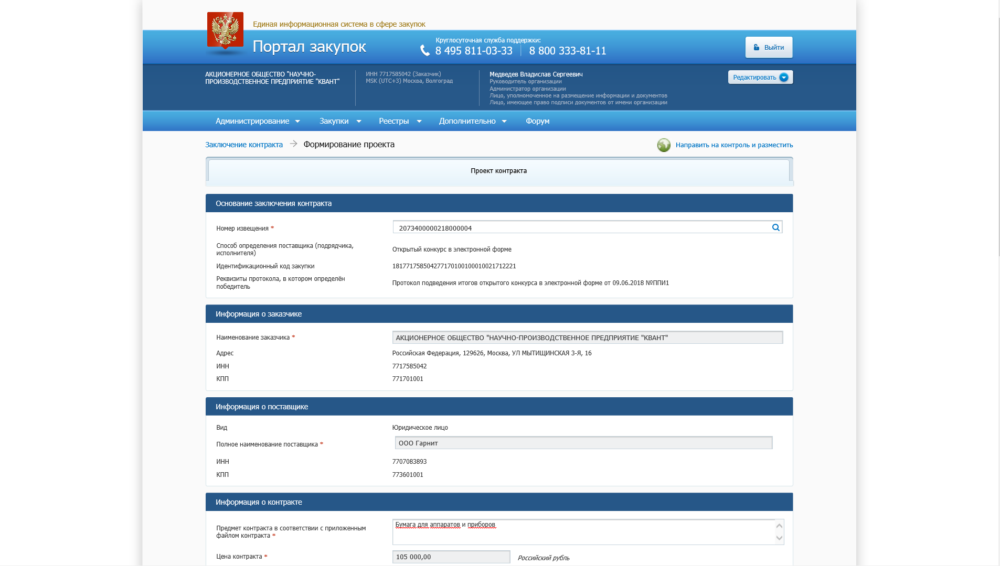 Единая информационная система в сфере закупок
Портал закупок
Круглосуточная служба поддержки:
8 495 811-03-33
8 800 333-81-11
Выйти
АКЦИОНЕРНОЕ ОБЩЕСТВО "НАУЧНО-
ПРОИЗВОДСТВЕННОЕ ПРЕДПРИЯТИЕ "КВАНТ"
ИНН 7717585042 (Заказчик)
MSK (UTC+3) Москва, Волгоград
Медведев Владислав Сергеевич
Руководитель организации
Администратор организации
Лицо, уполномоченное на размещение информации и документов
Лицо, имеющее право подписи документов от имени организации
Редактировать
Администрирование
Закупки
Реестры
Дополнительно
Форум
Заключение контракта
Формирование проекта
Направить на контроль и разместить
Проект контракта
Основание заключения контракта
Номер извещения *
2073400000218000004
Способ определения поставщика (подрядчика,
исполнителя)
Открытый конкурс в электронной форме
Идентификационный код закупки
181771758504277170100100010021712221
Реквизиты протокола, в котором определён
победитель
Протокол подведения итогов открытого конкурса в электронной форме от 09.06.2018 №ППИ1
Информация о заказчике
Наименование заказчика *
АКЦИОНЕРНОЕ ОБЩЕСТВО "НАУЧНО-ПРОИЗВОДСТВЕННОЕ ПРЕДПРИЯТИЕ "КВАНТ"
Адрес
Российская Федерация, 129626, Москва, УЛ МЫТИЩИНСКАЯ 3-Я, 16
ИНН
7717585042
КПП
771701001
Информация о поставщике
Вид
Юридическое лицо
Полное наименование поставщика *
ООО Гарнит
ИНН
7707083893
КПП
773601001
Информация о контракте
Предмет контракта в соответствии с приложенным
файлом контракта *
Бумага для аппаратов и приборов
Цена контракта *
105 000,00
Российский рубль